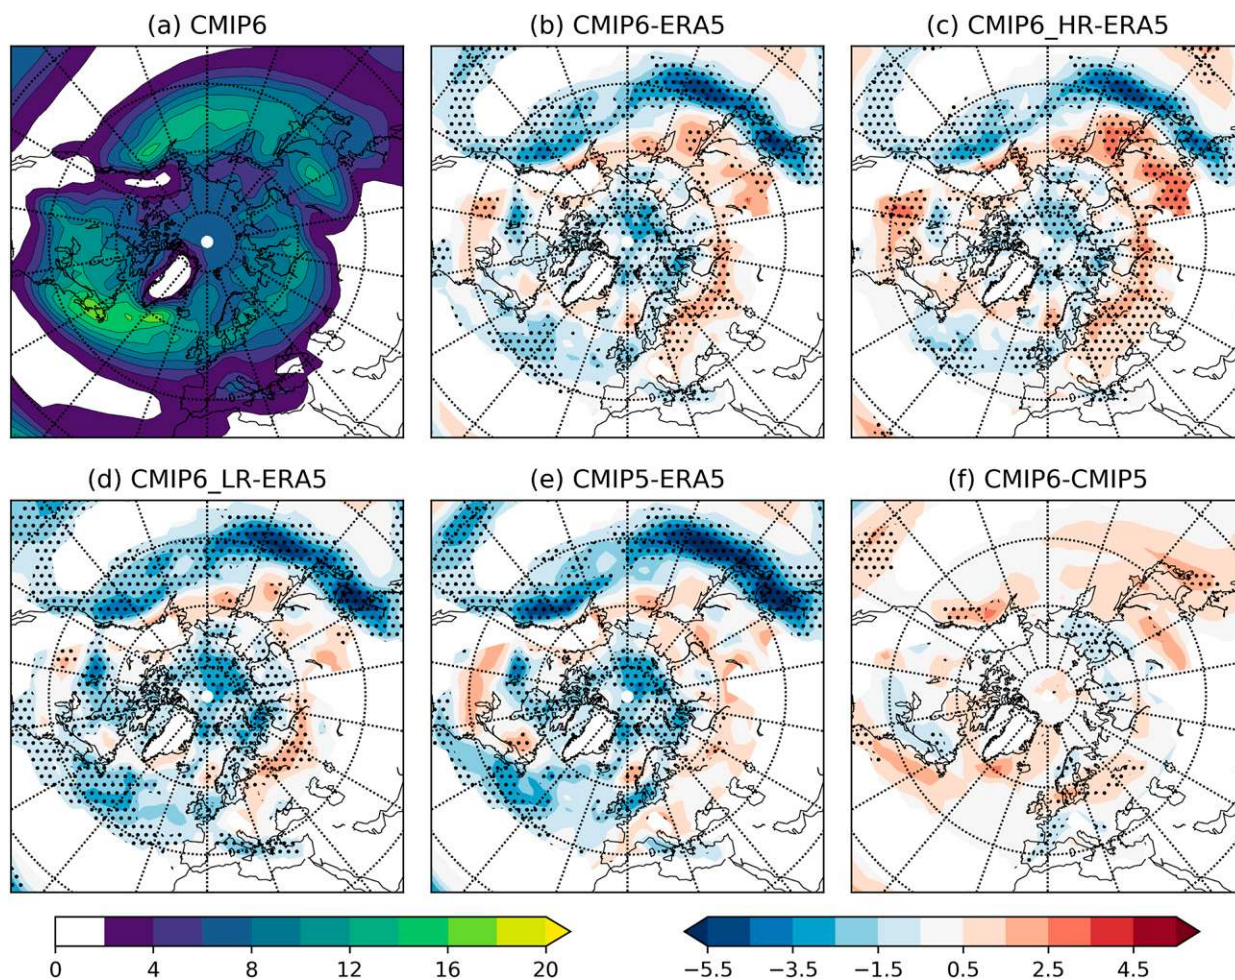 (a) CMIP6
(b) CMIP6-ERA5
(c) CMIP6_HR-ERA5
(d) CMIP6_LR-ERA5
(e) CMIP5-ERA5
(f) CMIP6-CMIP5
0 4 8 12 16 20
−5.5 −3.5 −1.5 0.5 2.5 4.5